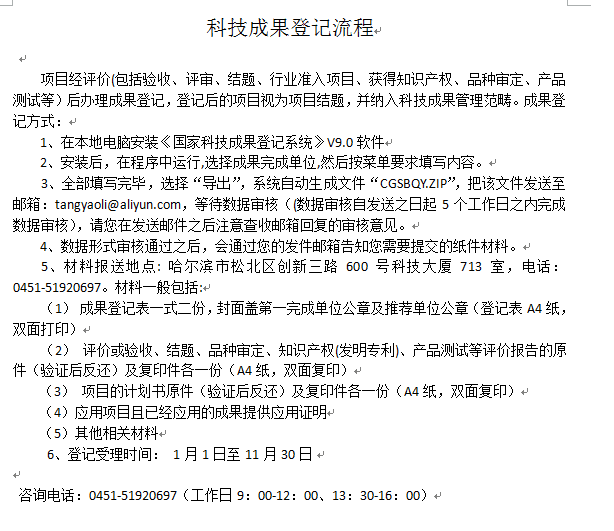 科技成果登记流程
项目经评价(包括验收、评审、结题、行业准入项目、获得知识产权、品种审定、产品
测试等）后办理成果登记，登记后的项目视为项目结题，并纳入科技成果管理范畴。成果登
记方式：
1、在本地电脑安装《国家科技成果登记系统》V9.0 软件
2、安装后，在程序中运行,选择成果完成单位,然后按菜单要求填写内容。
3、全部填写完毕，选择“导出”，系统自动生成文件“CGSBQY.ZIP”，把该文件发送至
邮箱：tangyaoli@aliyun.com，等待数据审核（(数据审核自发送之日起 5 个工作日之内完成
数据审核），请您在发送邮件之后注意查收邮箱回复的审核意见。
4、数据形式审核通过之后，会通过您的发件邮箱告知您需要提交的纸件材料。
5、材料报送地点: 哈尔滨市松北区创新三路 600 号科技大厦 713 室，电话：
0451-51920697。材料一般包括:
（1） 成果登记表一式二份，封面盖第一完成单位公章及推荐单位公章（登记表 A4 纸，
双面打印）
（2） 评价或验收、结题、品种审定、知识产权(发明专利)、产品测试等评价报告的原
件（验证后反还）及复印件各一份（A4 纸，双面复印）
（3） 项目的计划书原件（验证后反还）及复印件各一份（A4 纸，双面复印）
（4）应用项目且已经应用的成果提供应用证明
（5）其他相关材料
6、登记受理时间： 1 月 1 日至 11 月 30 日
咨询电话：0451-51920697（工作日 9：00-12：00、13：30-16：00）